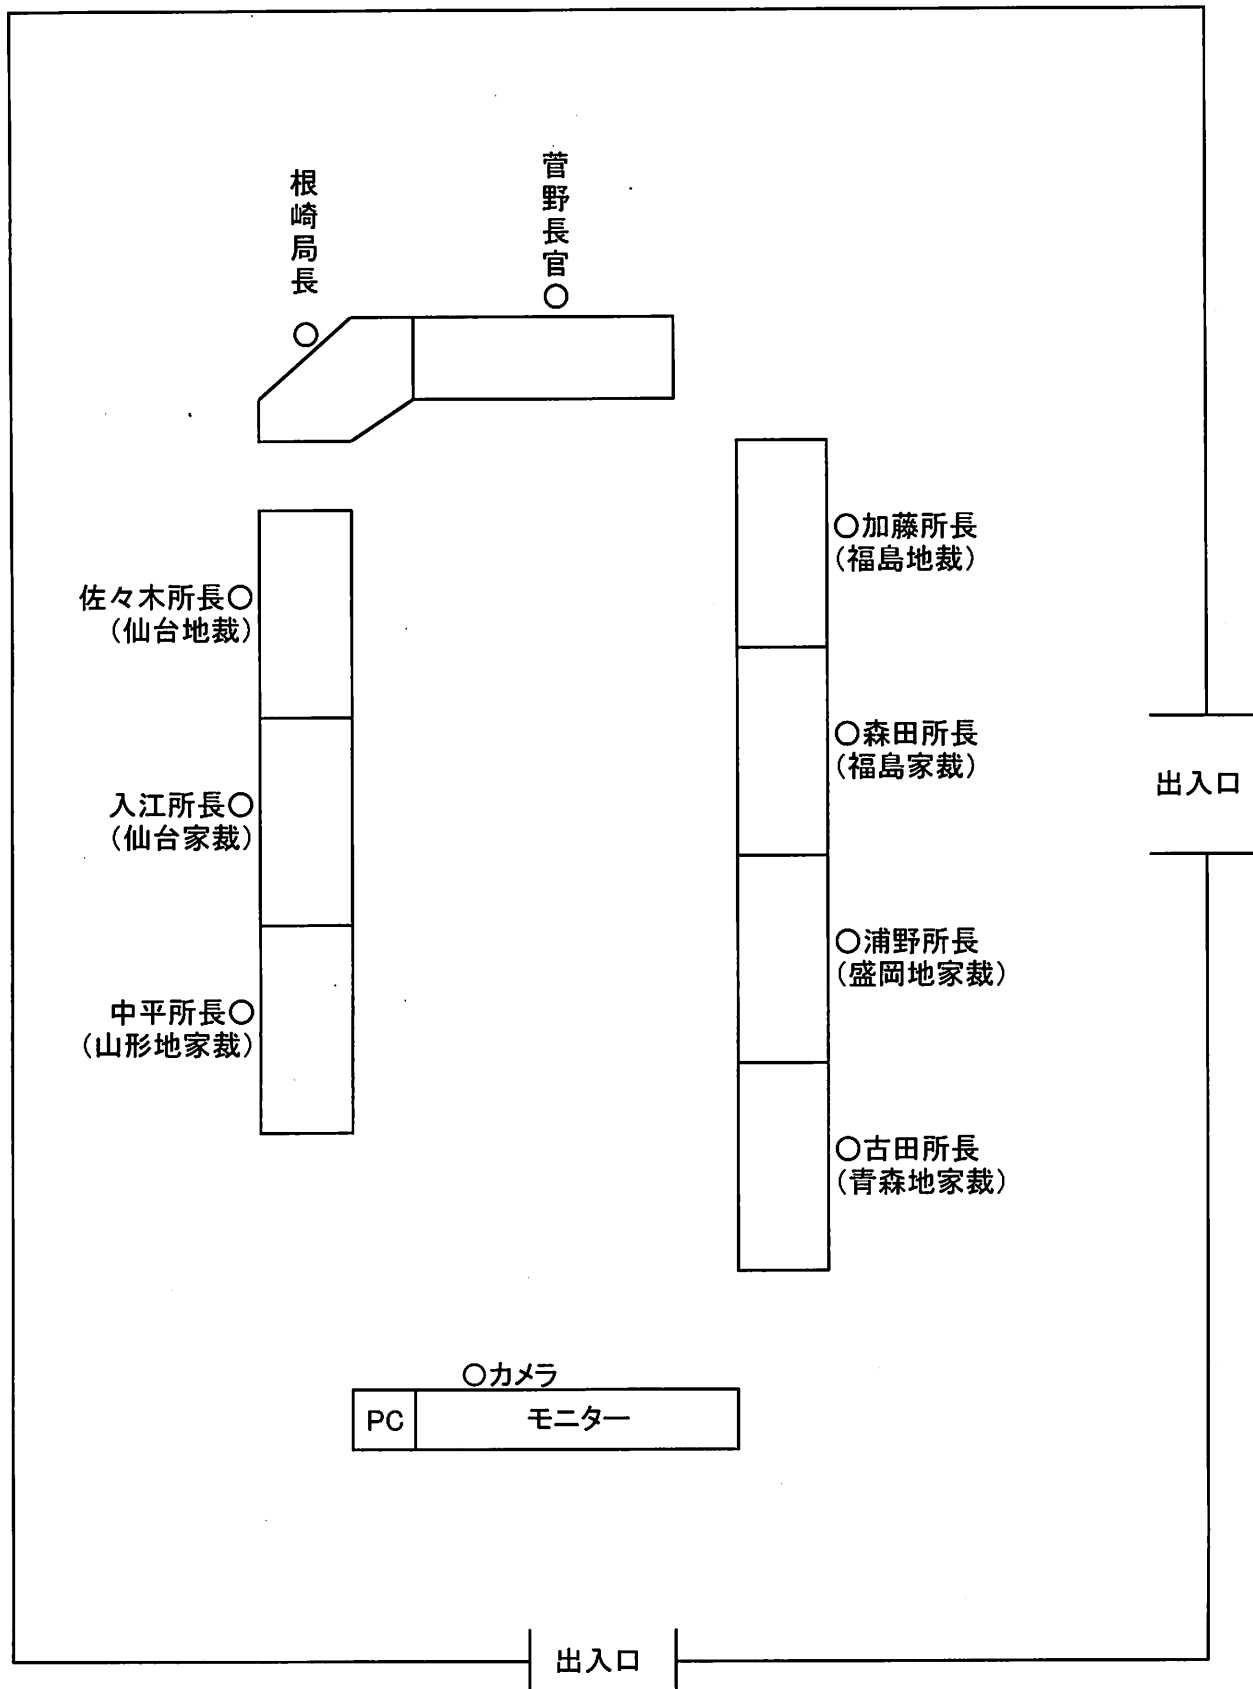 根崎局長
○
菅野長官
○
佐々木所長○
（仙台地裁）
入江所長○
（仙台家裁）
中平所長○
（山形地家裁）
○加藤所長
（福島地裁）
○森田所長
（福島家裁）
○浦野所長
（盛岡地家裁）
○古田所長
（青森地家裁）
出入口
○カメラ
PC
モニター
出入口